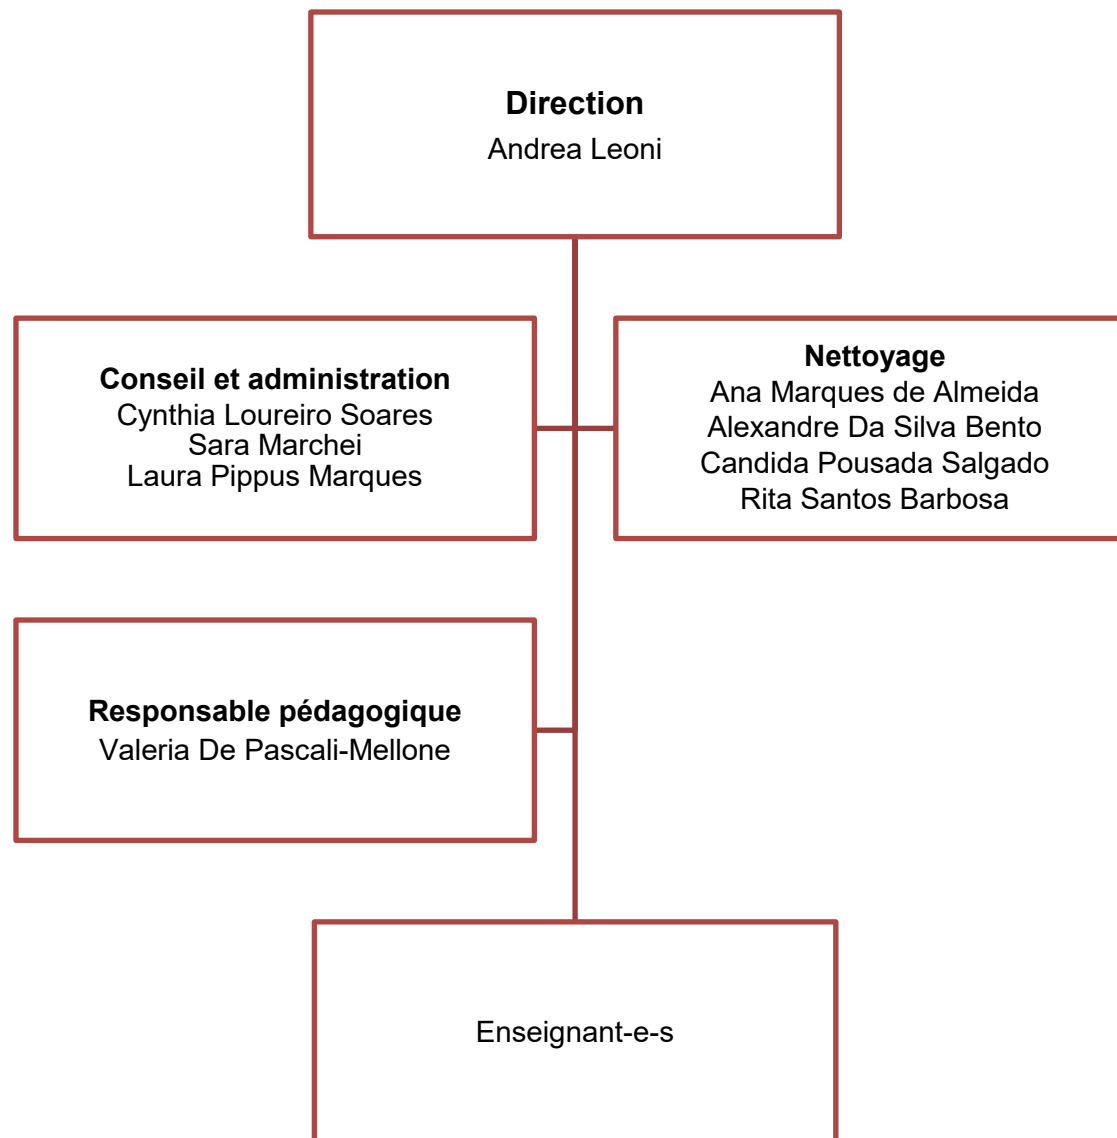 Direction
Andrea Leoni
Conseil et administration
Cynthia Loureiro Soares
Sara Marchei
Laura Pippus Marques
Nettoyage
Ana Marques de Almeida
Alexandre Da Silva Bento
Candida Pousada Salgado
Rita Santos Barbosa
Responsable pédagogique
Valeria De Pascali-Mellone
Enseignant-e-s